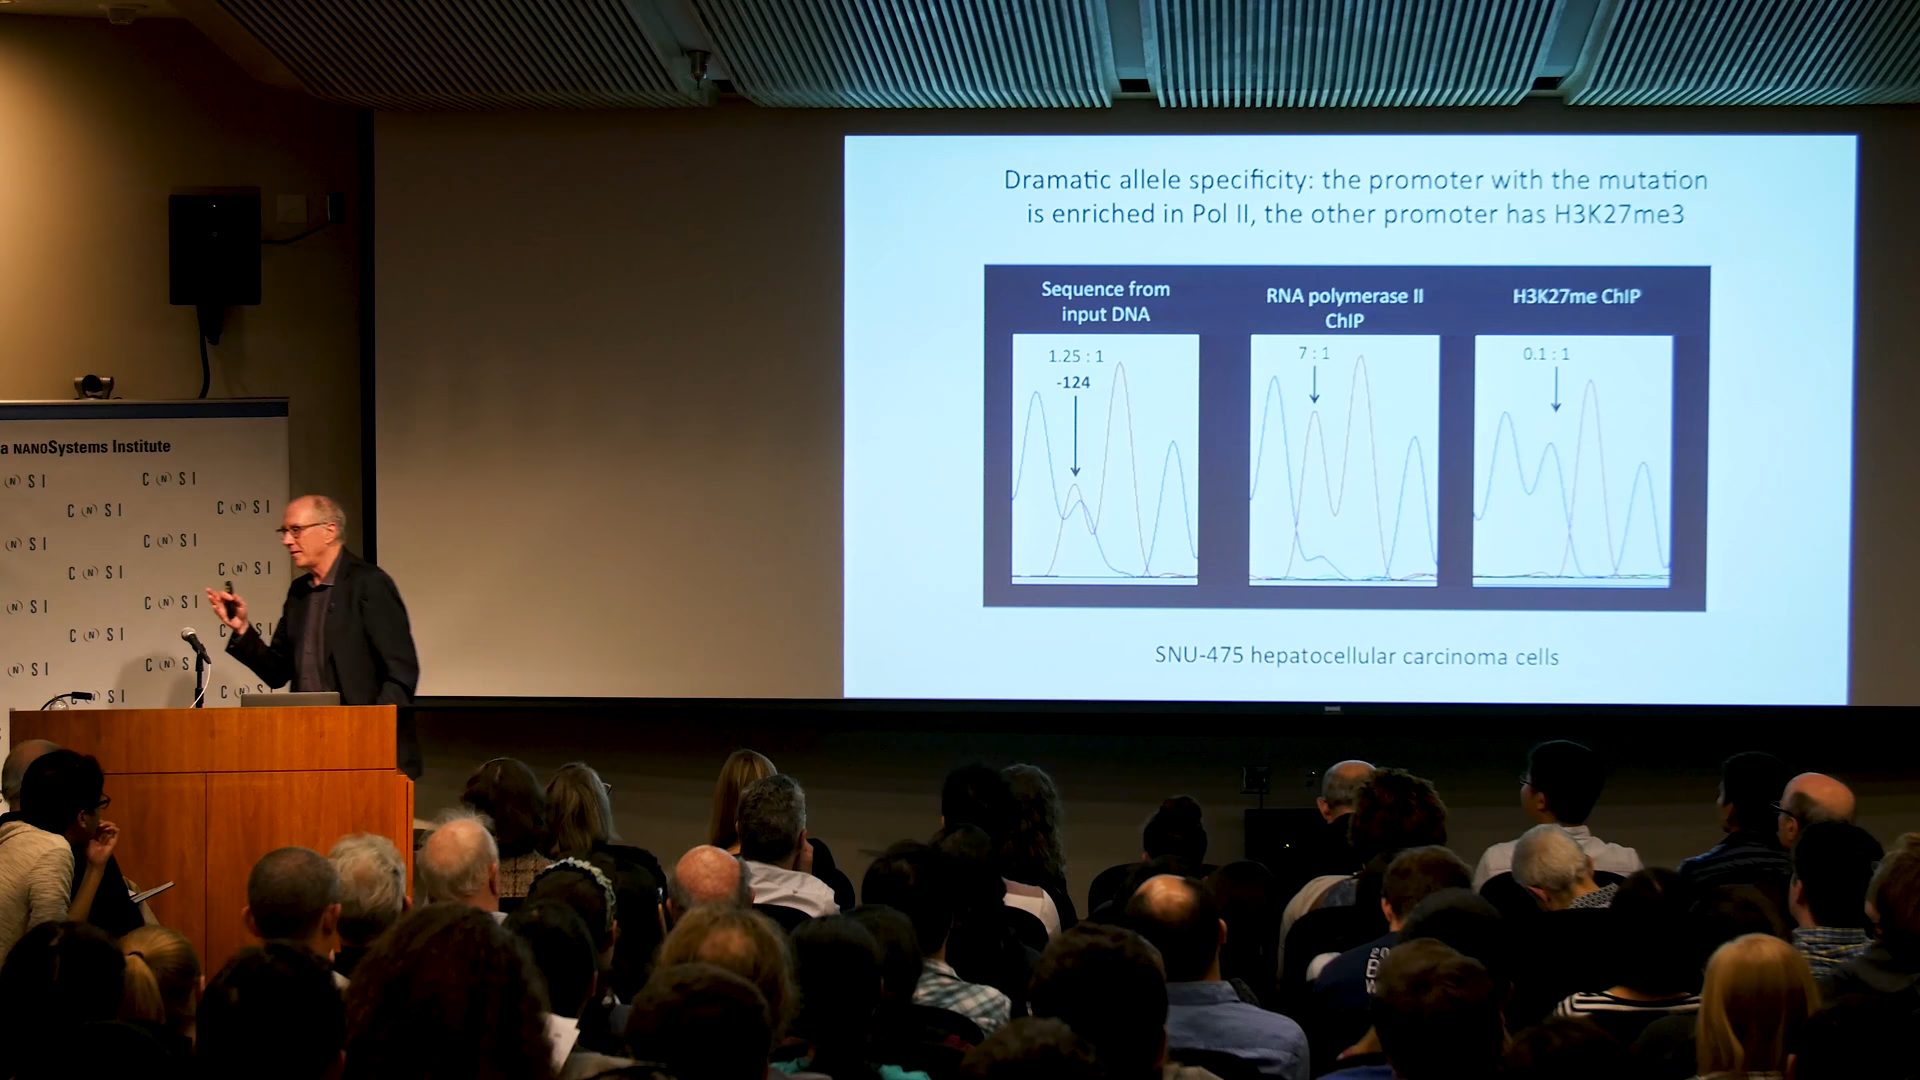 Dramatic allele specificity: the promoter with the mutation
is enriched in Pol II, the other promoter has H3K27me3
Sequence from
input DNA
1.25 : 1
-124
RNA polymerase II
ChIP
7 : 1
H3K27me ChIP
0.1 : 1
SNU-475 hepatocellular carcinoma cells
a NANOSystems Institute
(N) S I
C (N) S I
C (N) S I
C (N) S I
(N) S I
C (N) S I
C (N) S I
C (N) S I
(N) S I
C (N) S I
C (N) S I
C (N) S
(N) S I
C (N) S I